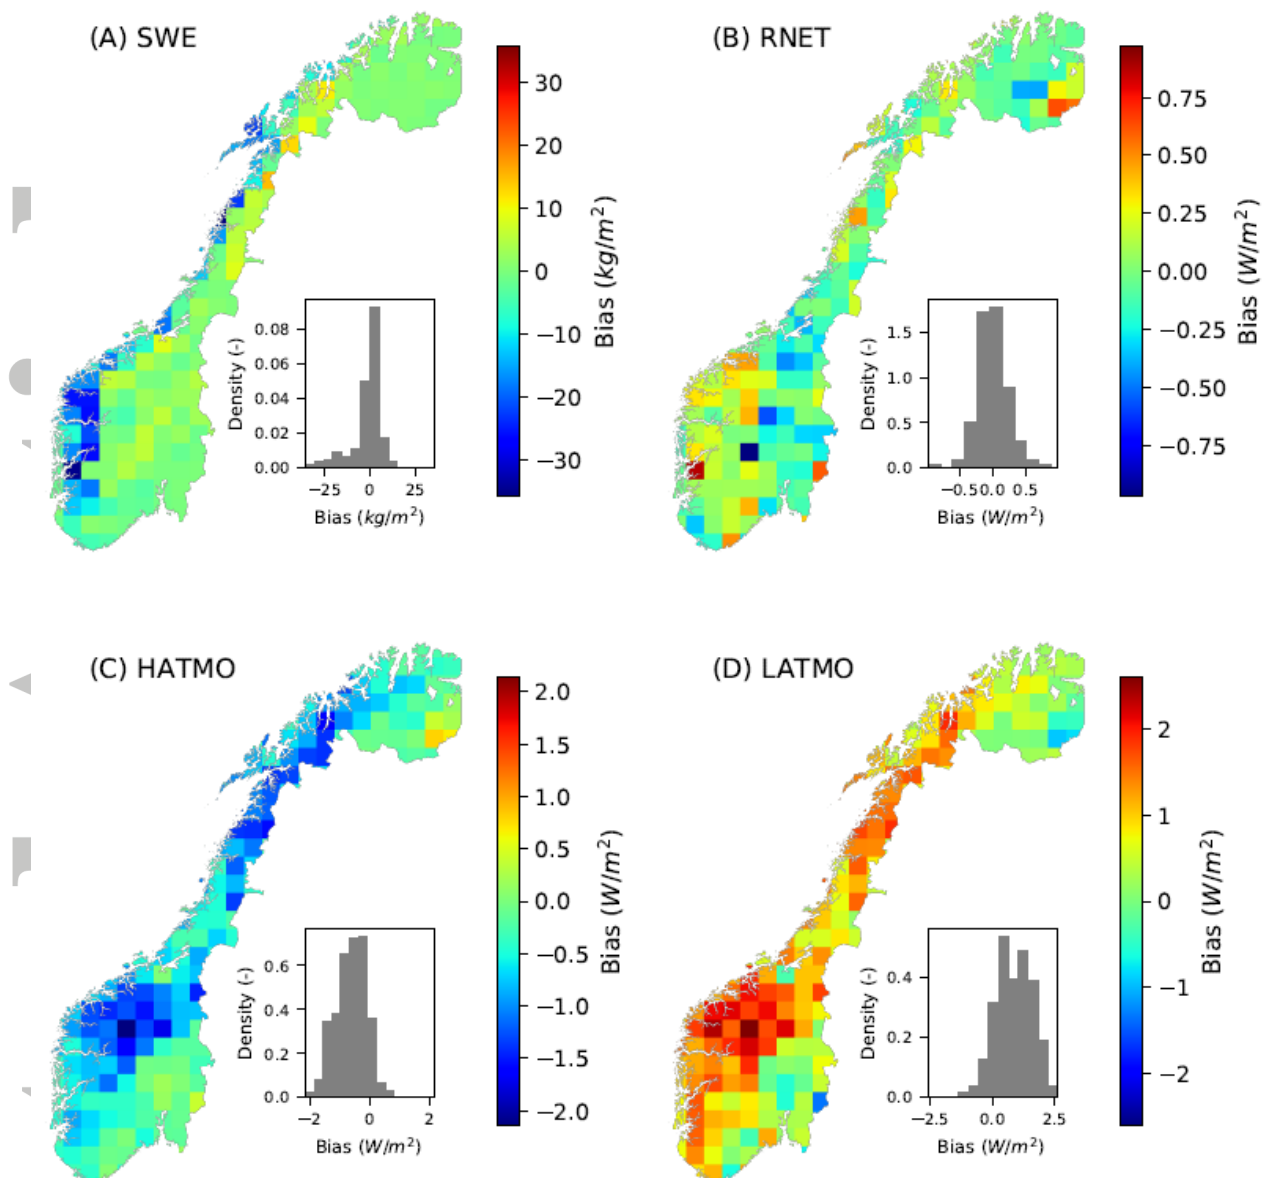 (A) SWE
30
20
10
0
−10
−20
−30
Bias (kg/m²)
0.08
0.06
0.04
0.02
0.00
Density (-)
−25 0 25
Bias (kg/m²)
(B) RNET
0.75
0.50
0.25
0.00
−0.25
−0.50
−0.75
Bias (W/m²)
1.5
1.0
0.5
0.0
Density (-)
−0.5 0.0 0.5
Bias (W/m²)
(C) HATMO
2.0
1.5
1.0
0.5
0.0
−0.5
−1.0
−1.5
−2.0
Bias (W/m²)
0.6
0.4
0.2
0.0
Density (-)
−2 0 2
Bias (W/m²)
(D) LATMO
2
1
0
−1
−2
Bias (W/m²)
0.4
0.2
0.0
Density (-)
−2.5 0.0 2.5
Bias (W/m²)